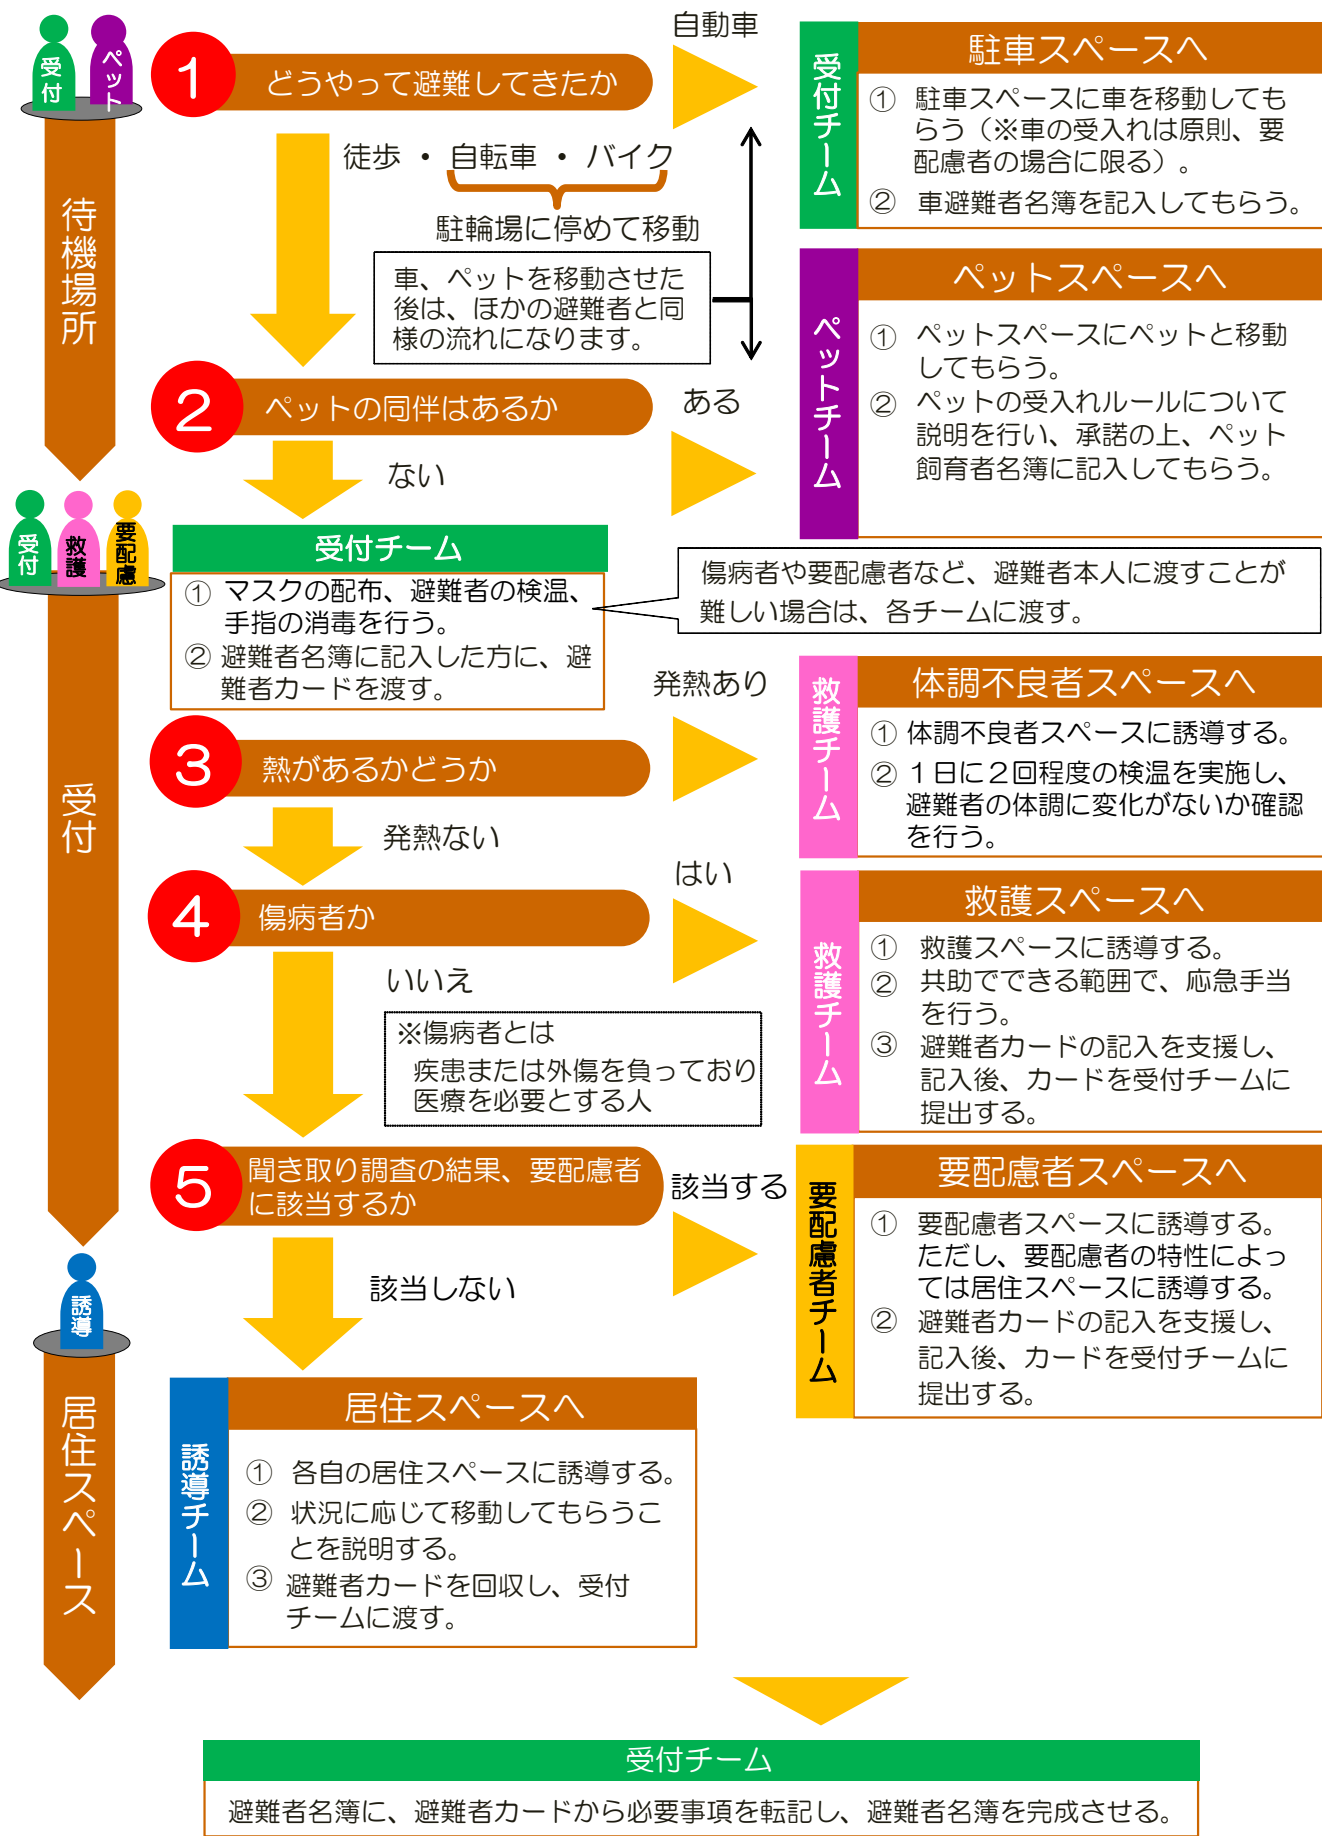 受付
ペット
1
どうやって避難してきたか
自動車
徒歩 ・ 自転車 ・ バイク
駐輪場に停めて移動
車、ペットを移動させた
後は、ほかの避難者と同
様の流れになります。
受付チーム
駐車スペースへ
① 駐車スペースに車を移動しても
らう（※車の受入れは原則、要
配慮者の場合に限る）。
② 車避難者名簿を記入してもらう。
待機場所
2
ペットの同伴はあるか
ある
ない
ペットチーム
ペットスペースへ
① ペットスペースにペットと移動
してもらう。
② ペットの受入れルールについて
説明を行い、承諾の上、ペット
飼育者名簿に記入してもらう。
受付
救護
要配慮
受付チーム
① マスクの配布、避難者の検温、
手指の消毒を行う。
② 避難者名簿に記入した方に、避
難者カードを渡す。
傷病者や要配慮者など、避難者本人に渡すことが
難しい場合は、各チームに渡す。
受付
3
熱があるかどうか
発熱あり
発熱ない
救護チーム
体調不良者スペースへ
① 体調不良者スペースに誘導する。
② １日に２回程度の検温を実施し、
避難者の体調に変化がないか確認
を行う。
4
傷病者か
はい
いいえ
※傷病者とは
疾患または外傷を負っており
医療を必要とする人
救護チーム
救護スペースへ
① 救護スペースに誘導する。
② 共助でできる範囲で、応急手当
を行う。
③ 避難者カードの記入を支援し、
記入後、カードを受付チームに
提出する。
5
聞き取り調査の結果、要配慮者
に該当するか
該当する
該当しない
要配慮者チーム
要配慮者スペースへ
① 要配慮者スペースに誘導する。
ただし、要配慮者の特性によっ
ては居住スペースに誘導する。
② 避難者カードの記入を支援し、
記入後、カードを受付チームに
提出する。
誘導
居住スペース
誘導チーム
居住スペースへ
① 各自の居住スペースに誘導する。
② 状況に応じて移動してもらうこ
とを説明する。
③ 避難者カードを回収し、受付
チームに渡す。
受付チーム
避難者名簿に、避難者カードから必要事項を転記し、避難者名簿を完成させる。